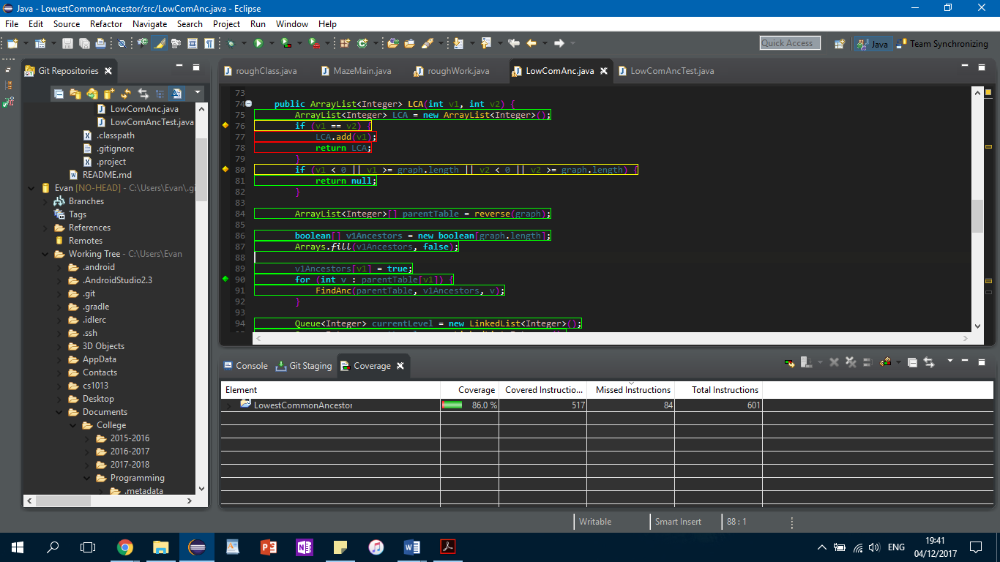 Java - LowestCommonAncestor/src/LowComAnc.java - Eclipse
File Edit Source Refactor Navigate Search Project Run Window Help
Quick Access
Java
Team Synchronizing
Git Repositories
LowComAnc.java
LowComAncTest.java
.classpath
.gitignore
.project
README.md
Evan [NO-HEAD] - C:\Users\Evan\.gi
Branches
Tags
References
Remotes
Working Tree - C:\Users\Evan
.android
.AndroidStudio2.3
.git
.gradle
.idlerc
.ssh
3D Objects
AppData
Contacts
cs1013
Desktop
Documents
College
2015-2016
2016-2017
2017-2018
Programming
.metadata
roughClass.java MazeMain.java roughWork.java LowComAnc.java LowComAncTest.java
73
74 public ArrayList<Integer> LCA(int v1, int v2) {
75 ArrayList<Integer> LCA = new ArrayList<Integer>();
76 if (v1 == v2) {
77 LCA.add(v1);
78 return LCA;
79 }
80 if (v1 < 0 || v1 >= graph.length || v2 < 0 || v2 >= graph.length) {
81 return null;
82 }
83
84 ArrayList<Integer>[] parentTable = reverse(graph);
85
86 boolean[] v1Ancestors = new boolean[graph.length];
87 Arrays.fill(v1Ancestors, false);
88
89 v1Ancestors[v1] = true;
90 for (int v : parentTable[v1]) {
91 FindAnc(parentTable, v1Ancestors, v);
92 }
93
94 Queue<Integer> currentLevel = new LinkedList<Integer>();
Console Git Staging Coverage
Element Coverage Covered Instructio... Missed Instructions Total Instructions
LowestCommonAncestor 86.0 % 517 84 601
Writable Smart Insert 88 : 1
ENG
19:41
04/12/2017